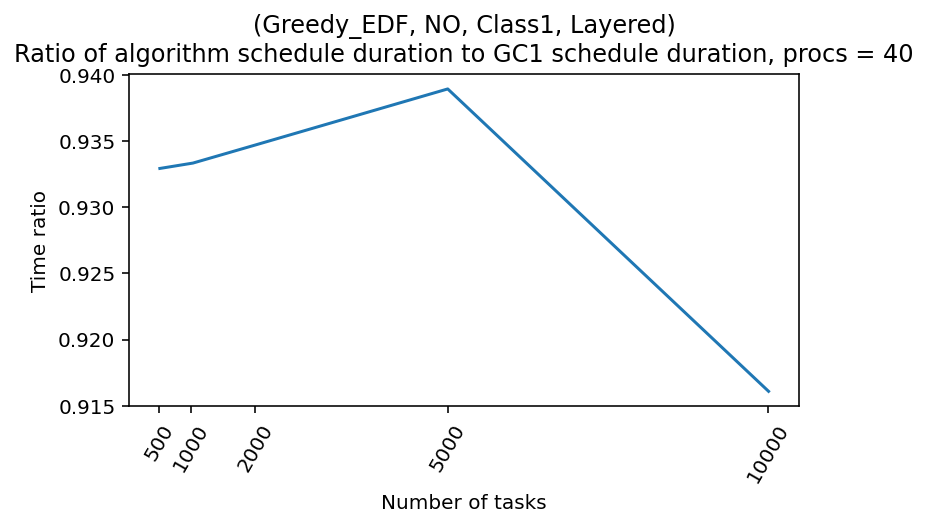 (Greedy_EDF, NO, Class1, Layered)
Ratio of algorithm schedule duration to GC1 schedule duration, procs = 40
0.940
0.935
0.930
0.925
0.920
0.915
Time ratio
500
1000
2000
5000
10000
Number of tasks